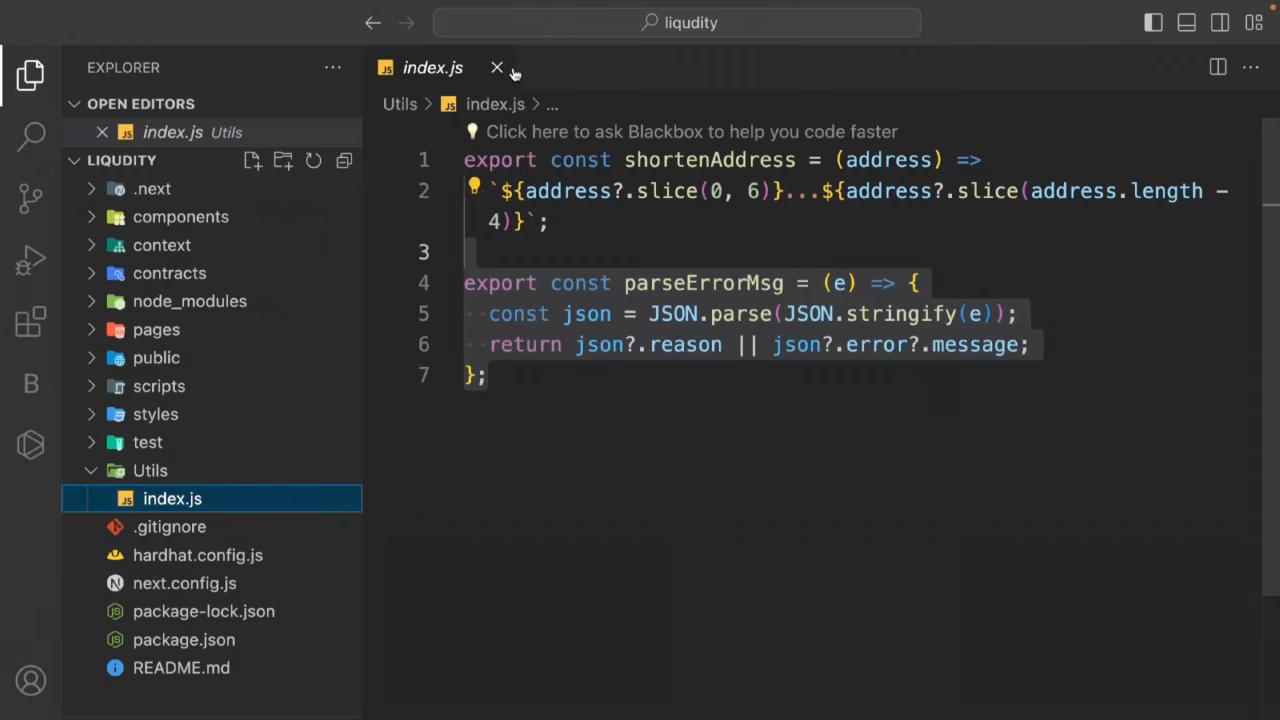 liqudity
EXPLORER
index.js
OPEN EDITORS
Utils > index.js > ...
index.js Utils
Click here to ask Blackbox to help you code faster
LIQUDITY
.next
components
context
contracts
node_modules
pages
public
scripts
styles
test
Utils
index.js
.gitignore
hardhat.config.js
next.config.js
package-lock.json
package.json
README.md
1 export const shortenAddress = (address) =>
2 `${address?.slice(0, 6)}...${address?.slice(address.length -
4)}`;
3
4 export const parseErrorMsg = (e) => {
5 const json = JSON.parse(JSON.stringify(e));
6 return json?.reason || json?.error?.message;
7 };